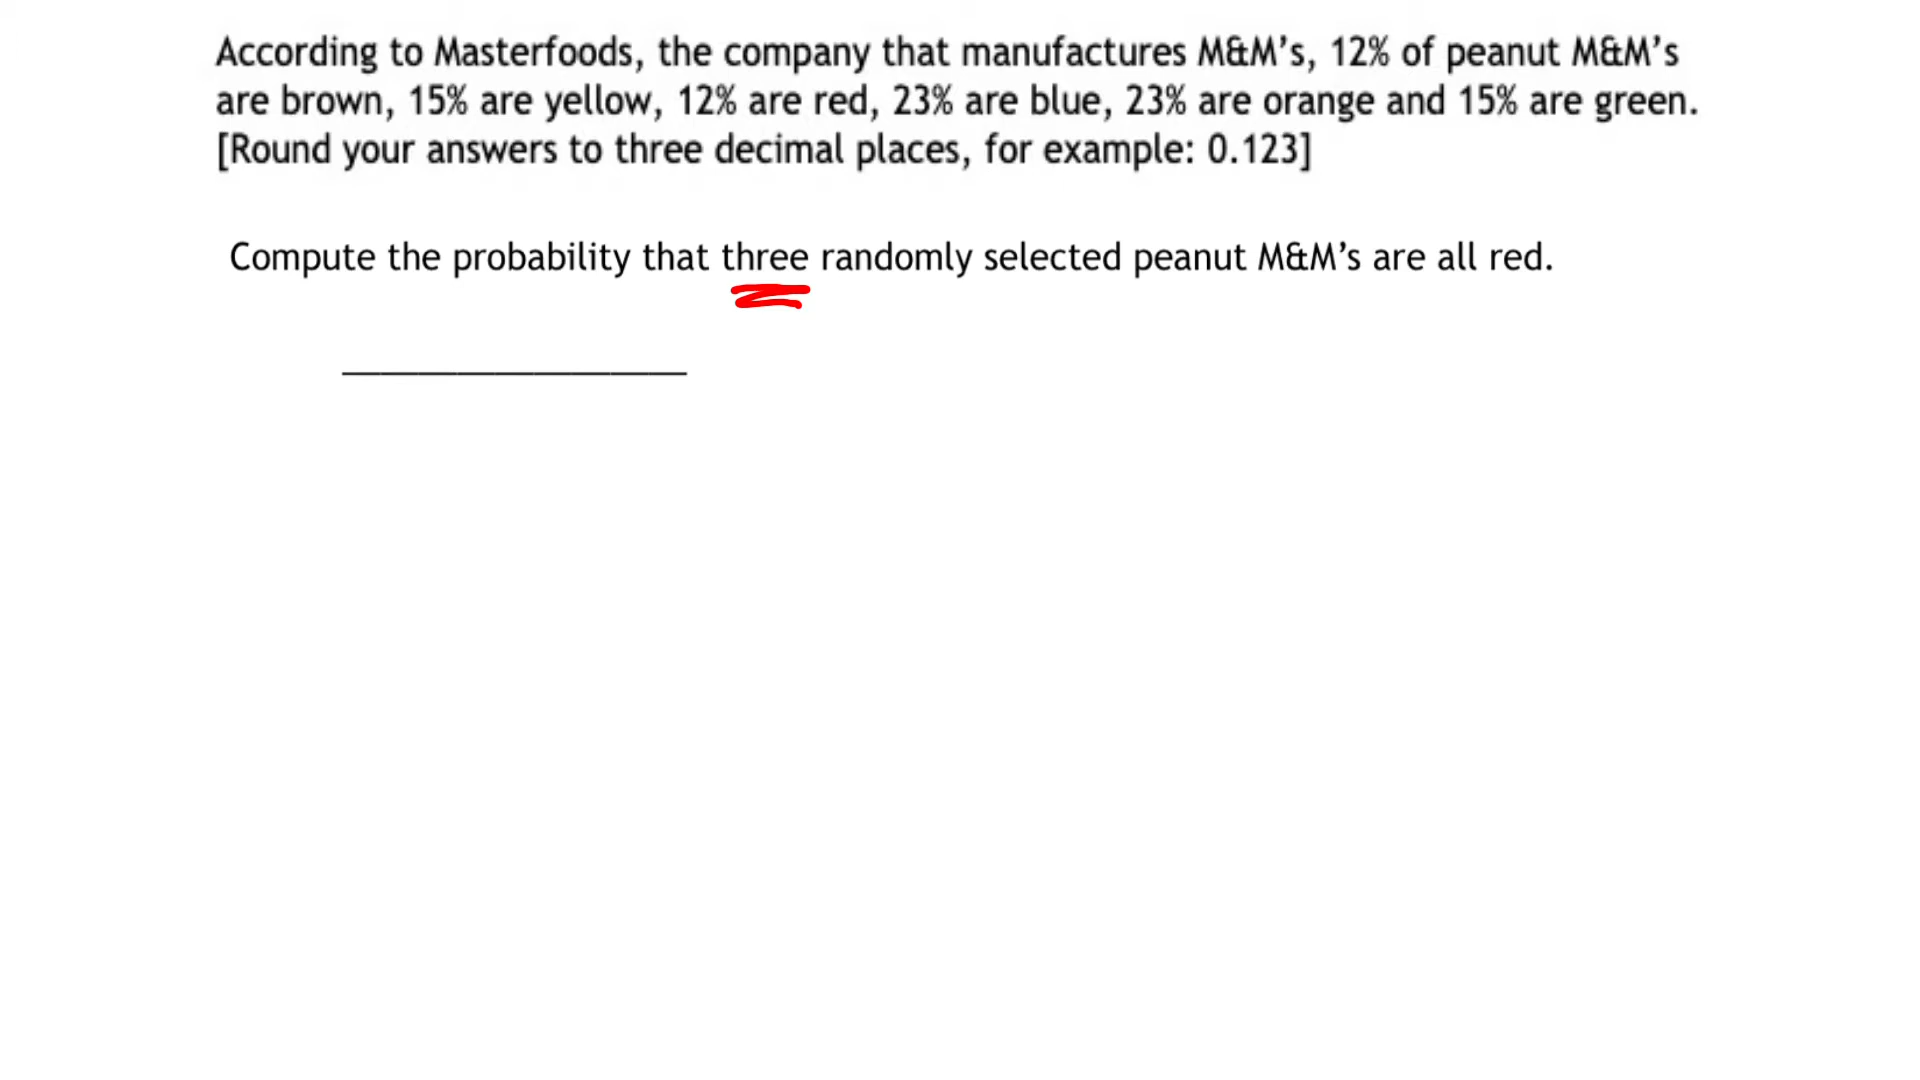 According to Masterfoods, the company that manufactures M&M’s, 12% of peanut M&M’s
are brown, 15% are yellow, 12% are red, 23% are blue, 23% are orange and 15% are green.
[Round your answers to three decimal places, for example: 0.123]
Compute the probability that three randomly selected peanut M&M’s are all red.